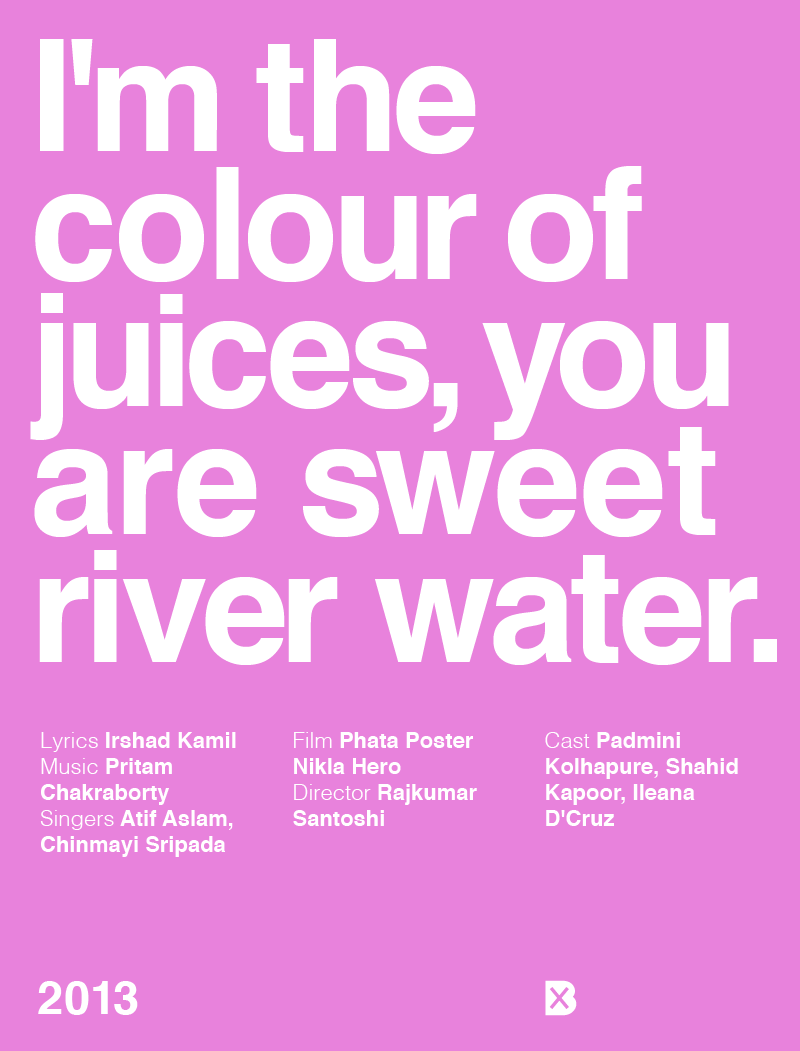 I'm the
colour of
juices, you
are sweet
river water.
Lyrics Irshad Kamil
Music Pritam
Chakraborty
Singers Atif Aslam,
Chinmayi Sripada
Film Phata Poster
Nikla Hero
Director Rajkumar
Santoshi
Cast Padmini
Kolhapure, Shahid
Kapoor, Ileana
D'Cruz
2013
B